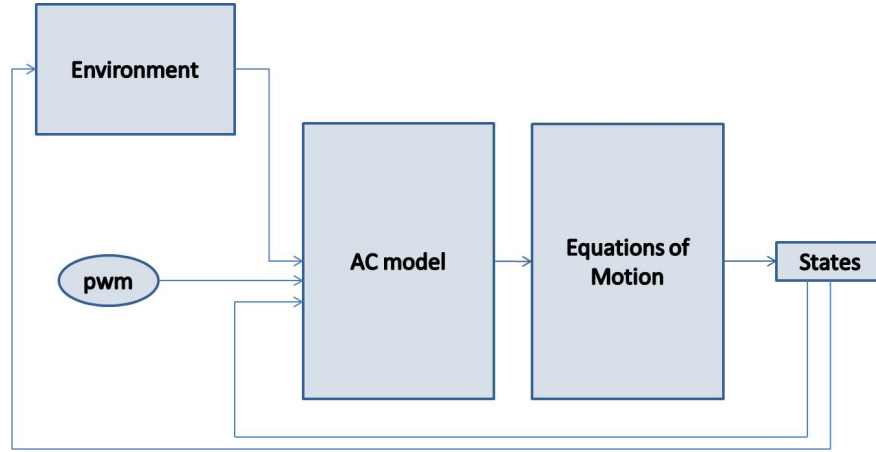 Environment
AC model
Equations of
Motion
States
pwm